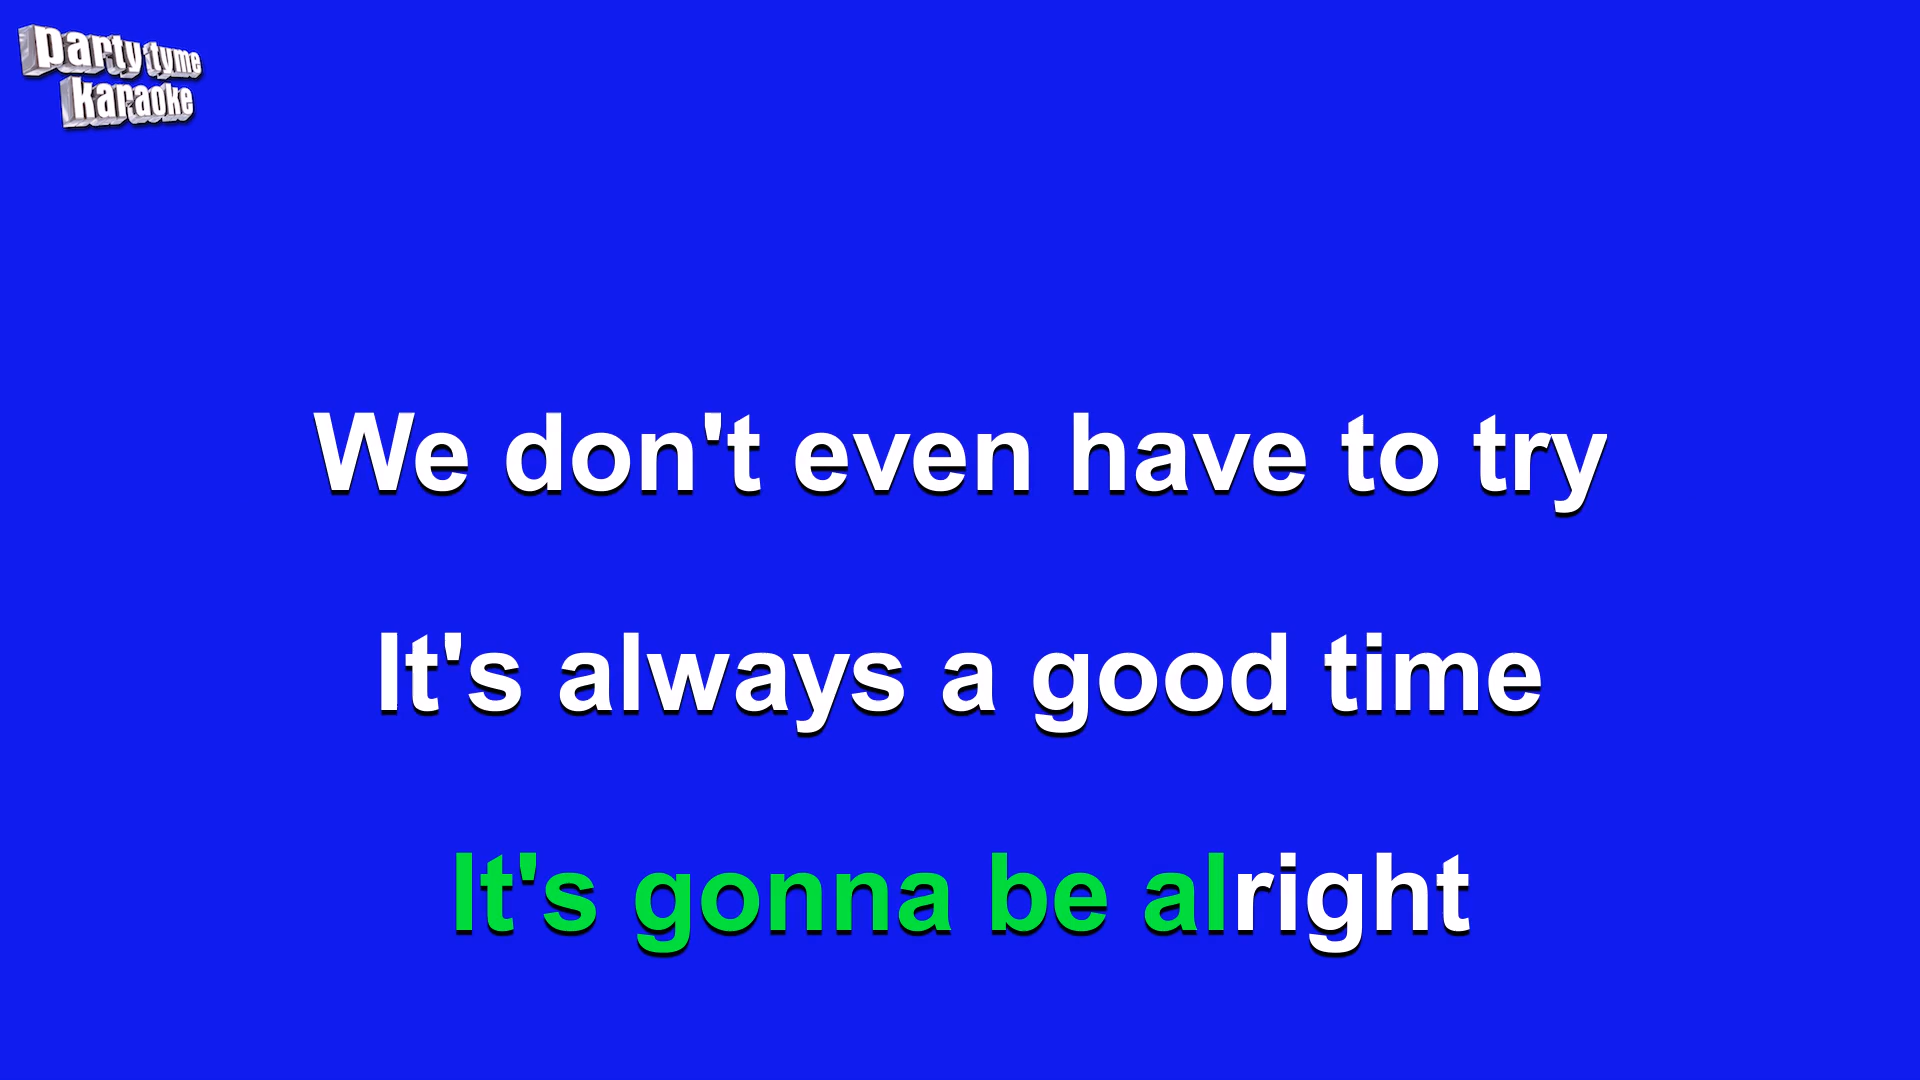 party tyme
karaoke
We don't even have to try
It's always a good time
It's gonna be alright